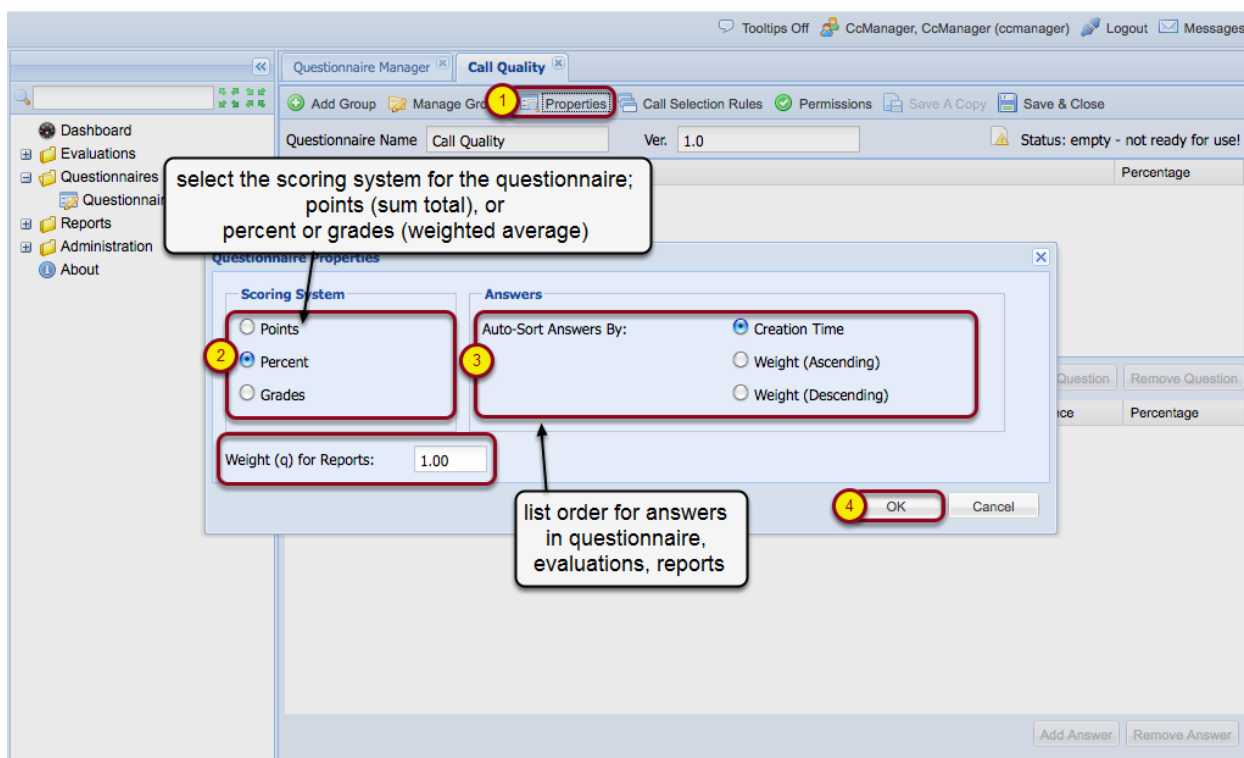 Tooltips Off CcManager, CcManager (ccmanager) Logout Messages
Questionnaire Manager Call Quality
Add Group Manage 1 Properties Call Selection Rules Permissions Save A Copy Save & Close
Dashboard
Questionnaire Name Call Quality Ver. 1.0 Status: empty - not ready for use!
Evaluations
Questionnaires
Percentage
select the scoring system for the questionnaire;
points (sum total), or
percent or grades (weighted average)
Reports
Administration
About
Questionnaire Properties
Scoring System
Points
2
Percent
Grades
Weight (q) for Reports: 1.00
Answers
Auto-Sort Answers By:
3
Creation Time
Weight (Ascending)
Weight (Descending)
4 OK Cancel
list order for answers
in questionnaire,
evaluations, reports
Question Remove Question
Percentage
Add Answer Remove Answer